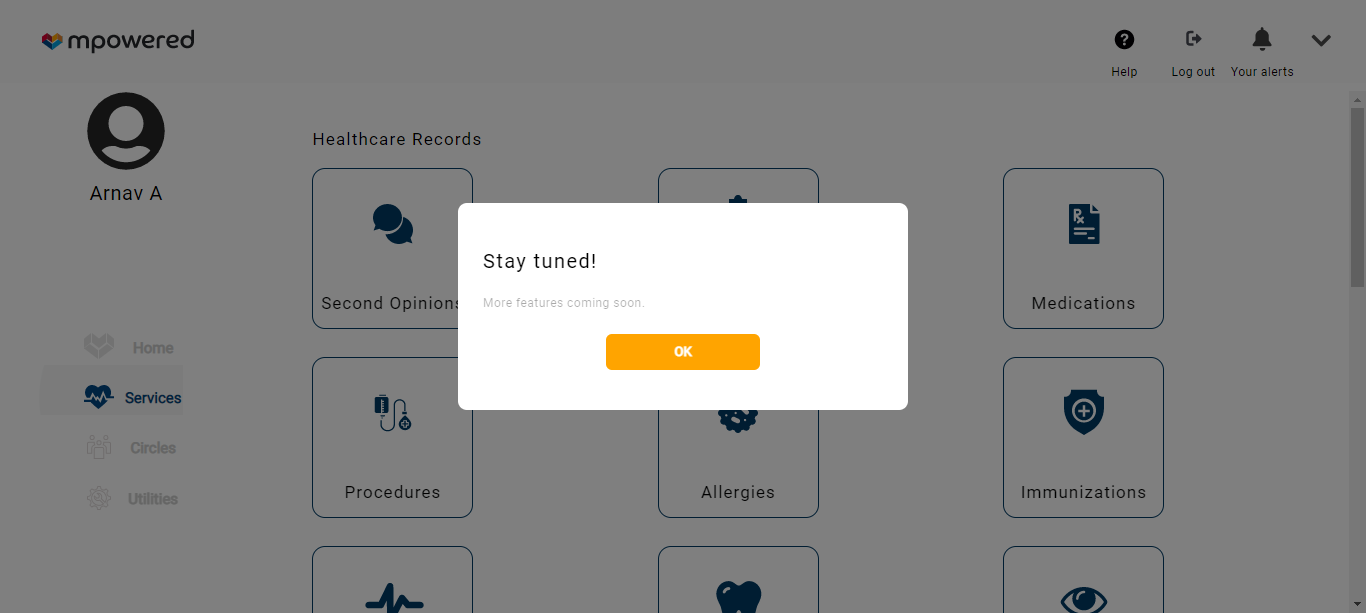 mpowered
Help
Log out
Your alerts
Arnav A
Home
Services
Circles
Utilities
Healthcare Records
Second Opinions
Rx
Medications
Stay tuned!
More features coming soon.
OK
Procedures
Allergies
Immunizations